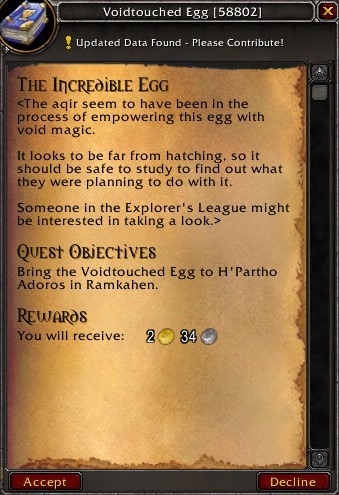 Voidtouched Egg [58802]
Updated Data Found - Please Contribute!
The Incredible Egg
<The aqir seem to have been in the
process of empowering this egg with
void magic.
It looks to be far from hatching, so it
should be safe to study to find out what
they were planning to do with it.
Someone in the Explorer's League might
be interested in taking a look.>
Quest Objectives
Bring the Voidtouched Egg to H'Partho
Adoros in Ramkahen.
Rewards
You will receive: 2 34
Accept Decline